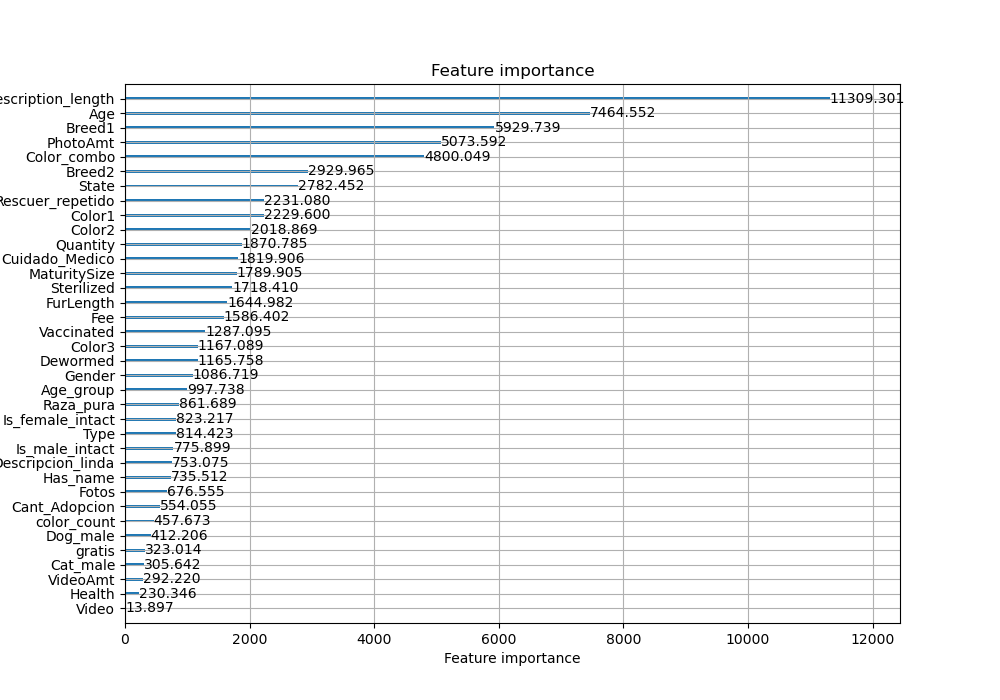 Feature importance
escription_length 11309.301
Age 7464.552
Breed1 5929.739
PhotoAmt 5073.592
Color_combo 4800.049
Breed2 2929.965
State 2782.452
Rescuer_repetido 2231.080
Color1 2229.600
Color2 2018.869
Quantity 1870.785
Cuidado_Medico 1819.906
MaturitySize 1789.905
Sterilized 1718.410
FurLength 1644.982
Fee 1586.402
Vaccinated 1287.095
Color3 1167.089
Dewormed 1165.758
Gender 1086.719
Age_group 997.738
Raza_pura 861.689
Is_female_intact 823.217
Type 814.423
Is_male_intact 775.899
Descripcion_linda 753.075
Has_name 735.512
Fotos 676.555
Cant_Adopcion 554.055
color_count 457.673
Dog_male 412.206
gratis 323.014
Cat_male 305.642
VideoAmt 292.220
Health 230.346
Video 13.897
0 2000 4000 6000 8000 10000 12000
Feature importance